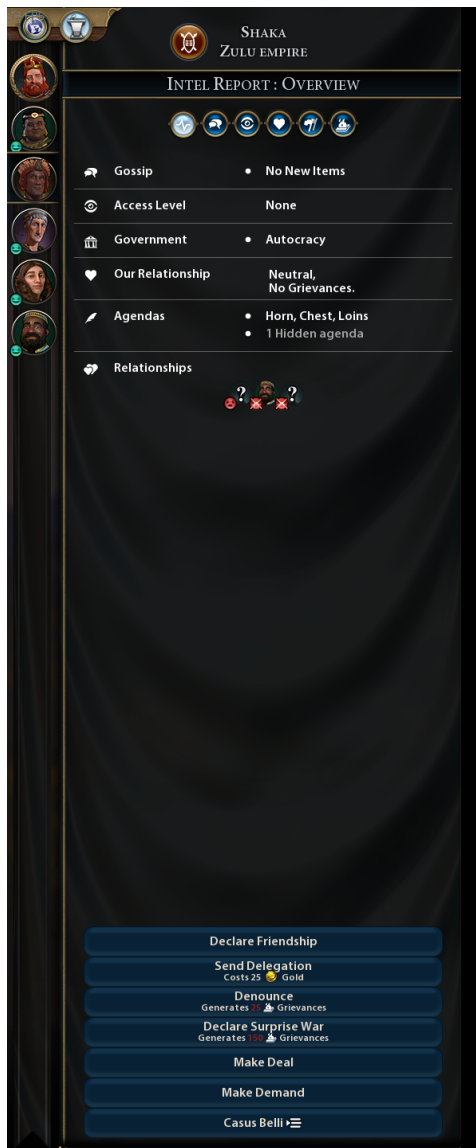 Shaka
Zulu empire
Intel Report : Overview
Gossip • No New Items
Access Level None
Government • Autocracy
Our Relationship Neutral,
No Grievances.
Agendas • Horn, Chest, Loins
• 1 Hidden agenda
Relationships
? ?
Declare Friendship
Send Delegation
Costs 25 Gold
Denounce
Generates 25 Grievances
Declare Surprise War
Generates 150 Grievances
Make Deal
Make Demand
Casus Belli